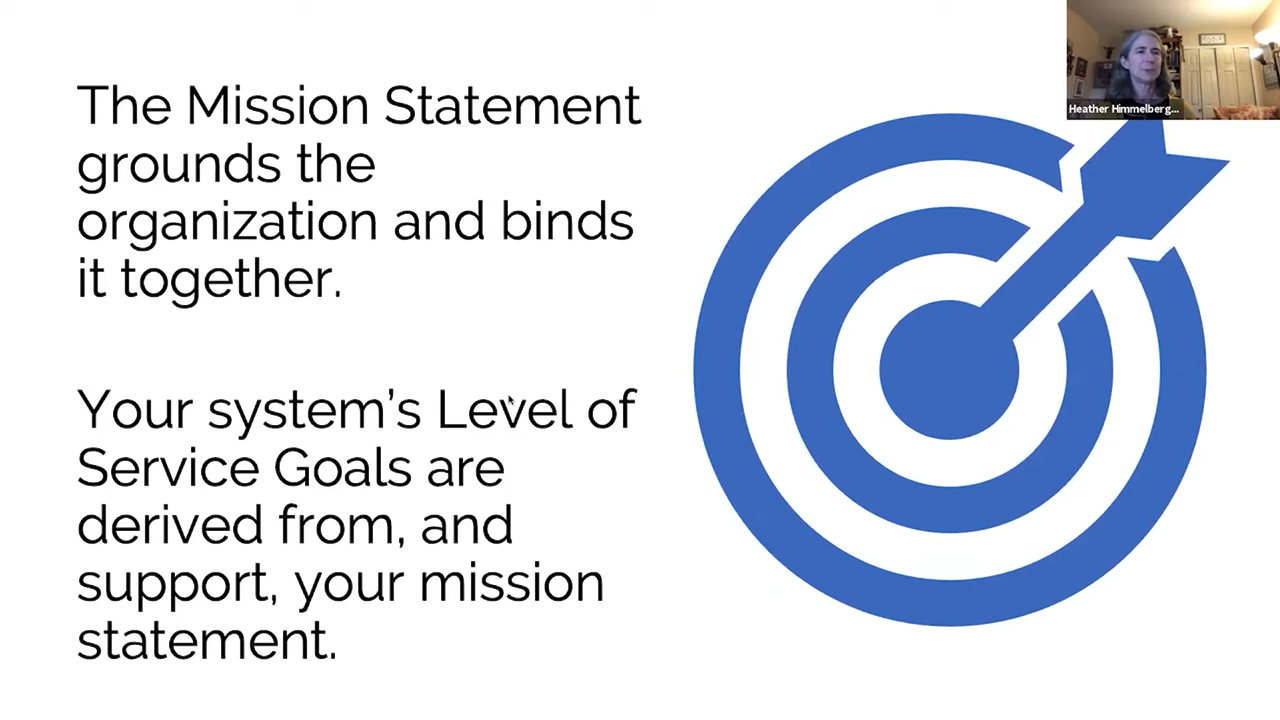 The Mission Statement
grounds the
organization and binds
it together.
Your system’s Level of
Service Goals are
derived from, and
support, your mission
statement.
Heather Himmelberg...